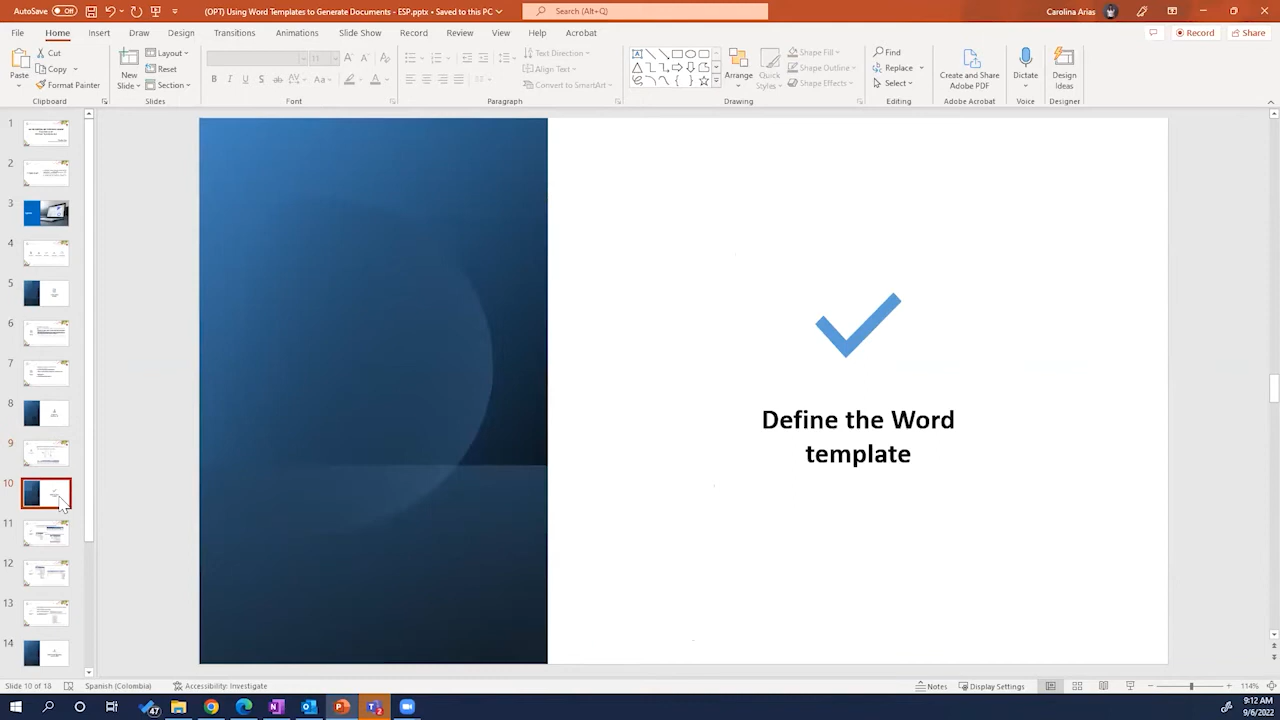 AutoSave Off
(OPT) Using Word Templates to Generate Documents - ESP.pptx • Saved to this PC
Search (Alt+Q)
Carolina Arias
File Home Insert Draw Design Transitions Animations Slide Show Record Review View Help Acrobat
Record Share
Paste
Cut
Copy
Format Painter
Clipboard
New
Slide
Layout
Reset
Section
Slides
Font
Text Direction
Align Text
Convert to SmartArt
Paragraph
Arrange
Quick
Styles
Shape Fill
Shape Outline
Shape Effects
Drawing
Find
Replace
Select
Editing
Create and Share
Adobe PDF
Adobe Acrobat
Dictate
Voice
Design
Ideas
Designer
1
2
3
4
5
6
7
8
9
10
11
12
13
14
Define the Word
template
Slide 10 of 18
Spanish (Colombia)
Accessibility: Investigate
Notes
Display Settings
114%
9:12 AM
9/6/2022